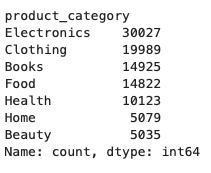 product_category
Electronics    30027
Clothing       19989
Books          14925
Food           14822
Health         10123
Home            5079
Beauty          5035
Name: count, dtype: int64